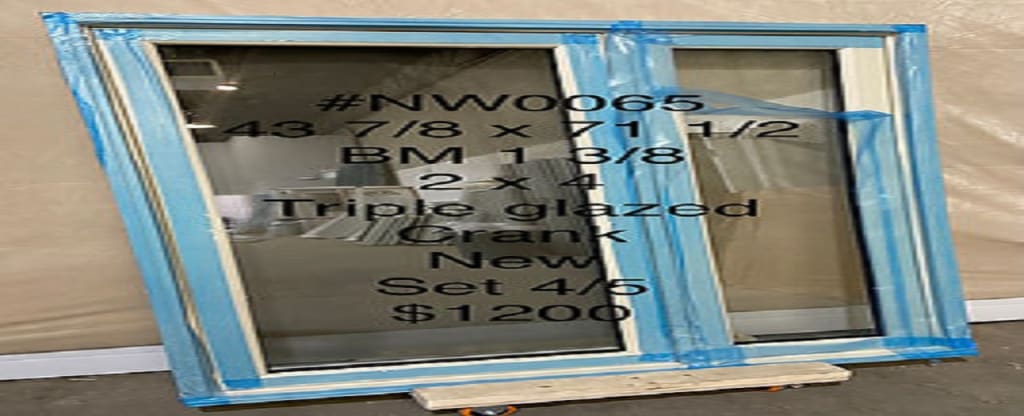 #NW0065
43 7/8 x 71 1/2
BM 1 3/8
2 x 4
Triple glazed
Crank
New
Set 4/5
$1200